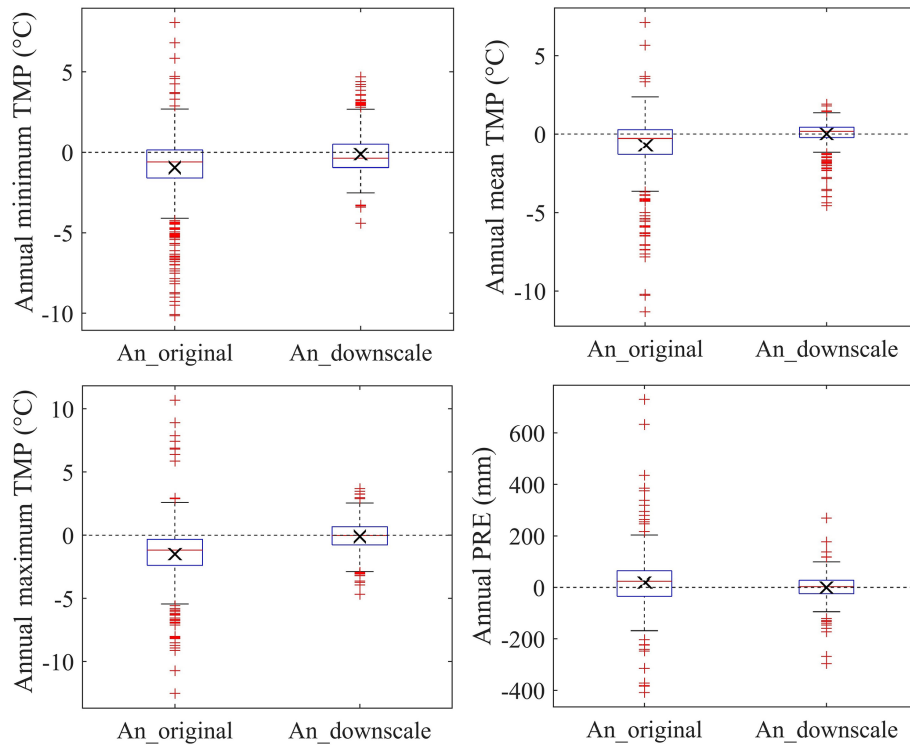 Annual minimum TMP (°C)
5
0
-5
-10
An_original
An_downscale
Annual mean TMP (°C)
5
0
-5
-10
An_original
An_downscale
Annual maximum TMP (°C)
10
5
0
-5
-10
An_original
An_downscale
Annual PRE (mm)
600
400
200
0
-200
-400
An_original
An_downscale